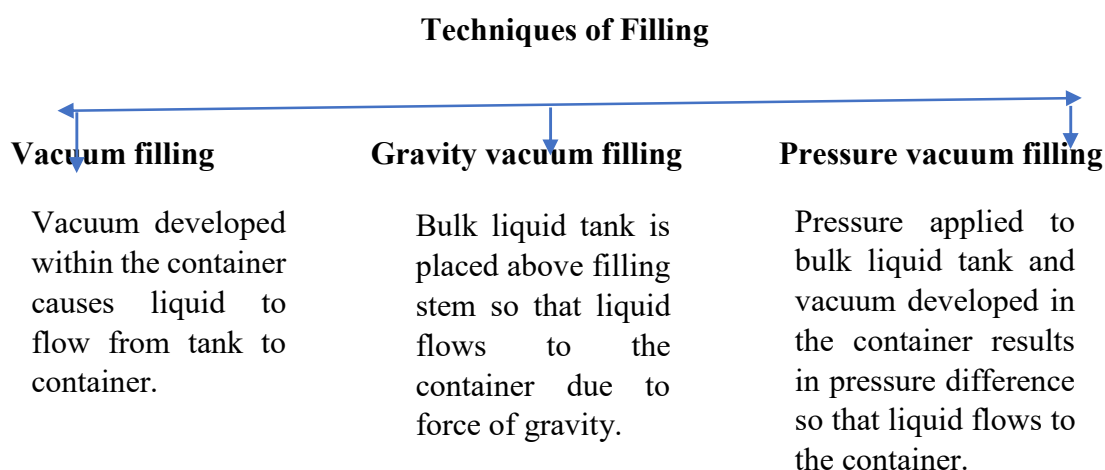 Techniques of Filling
Vacuum filling
Vacuum developed
within the container
causes liquid to
flow from tank to
container.
Gravity vacuum filling
Bulk liquid tank is
placed above filling
stem so that liquid
flows to the
container due to
force of gravity.
Pressure vacuum filling
Pressure applied to
bulk liquid tank and
vacuum developed in
the container results
in pressure difference
so that liquid flows to
the container.